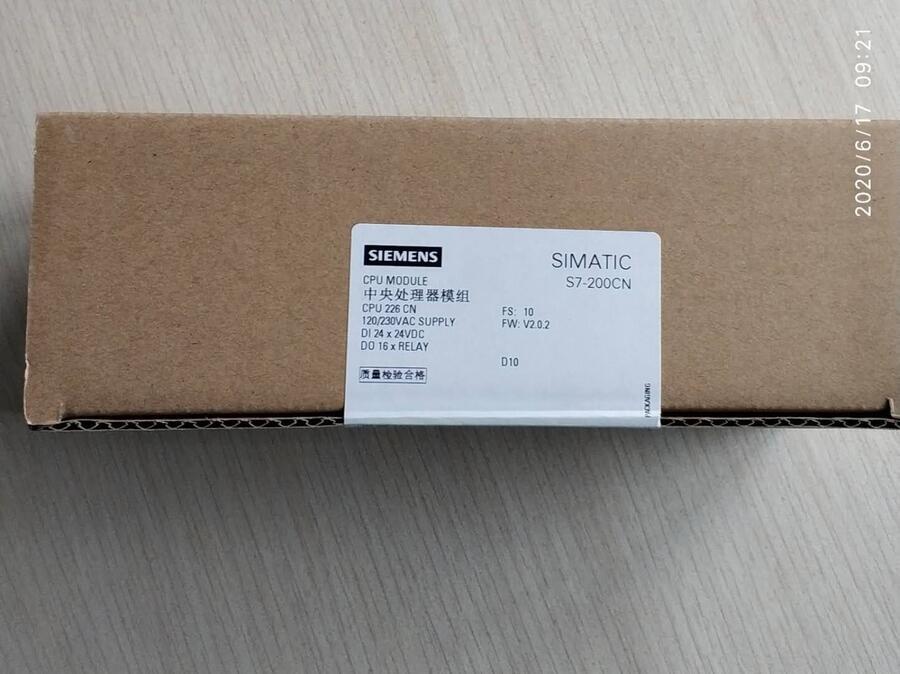 SIEMENS
SIMATIC
S7-200CN
CPU MODULE
中央处理器模组
CPU 226 CN
120/230VAC SUPPLY
DI 24 x 24VDC
DO 16 x RELAY
FS: 10
FW: V2.0.2
D10
质量检验合格
PACKAGING
2020/6/17 09:21